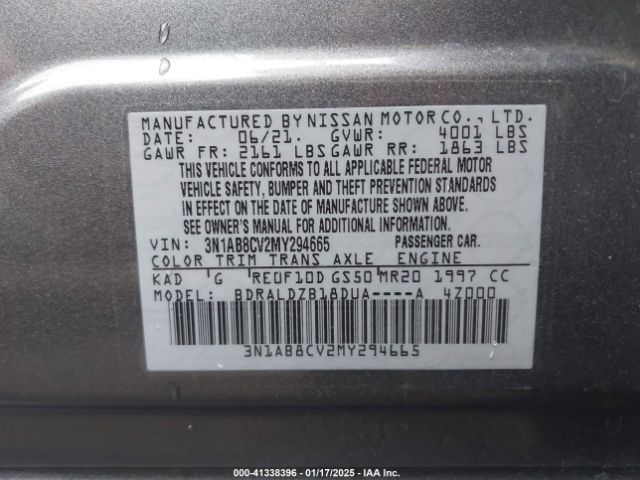 MANUFACTURED BY NISSAN MOTOR CO., LTD.
DATE: 06/21. GVWR: 4001 LBS
GAWR FR: 2161 LBS GAWR RR: 1863 LBS
THIS VEHICLE CONFORMS TO ALL APPLICABLE FEDERAL MOTOR
VEHICLE SAFETY, BUMPER AND THEFT PREVENTION STANDARDS
IN EFFECT ON THE DATE OF MANUFACTURE SHOWN ABOVE.
SEE OWNER'S MANUAL FOR ADDITIONAL INFORMATION.
VIN: 3N1AB8CV2MY294665 PASSENGER CAR.
COLOR TRIM TRANS AXLE ENGINE
KAD G RE0F10D GS50 MR20 1997 CC
MODEL: BDRALDZB18DUA----A 4Z000
3N1AB8CV2MY294665
© - 41338396 - 01/17/2025 - IAA Inc.